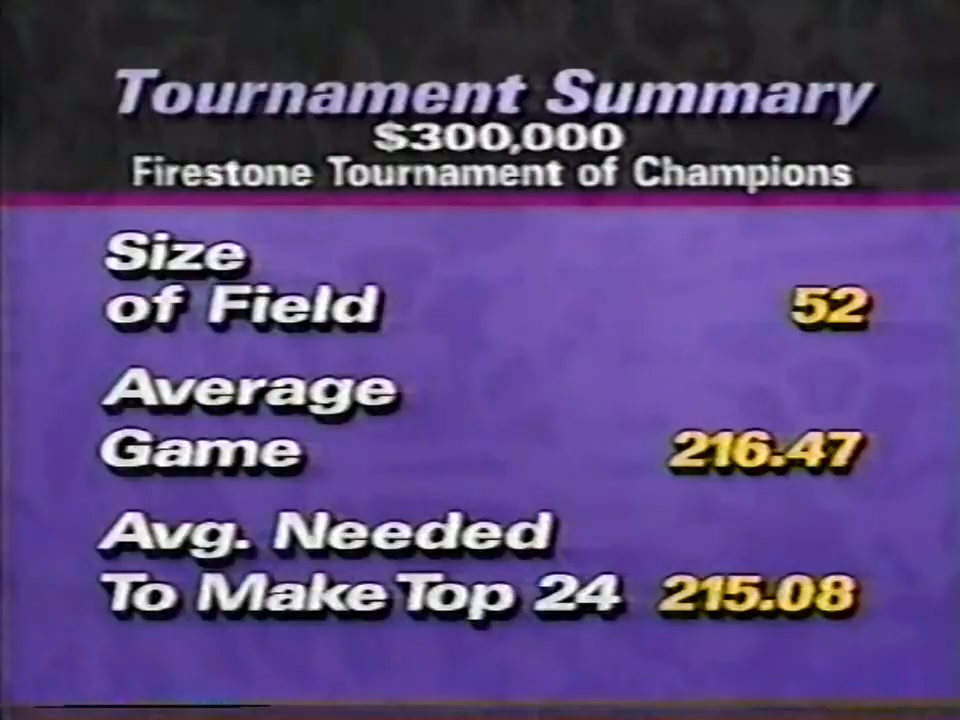 Tournament Summary
$300,000
Firestone Tournament of Champions
Size
of Field 52
Average
Game 216.47
Avg. Needed
To Make Top 24 215.08